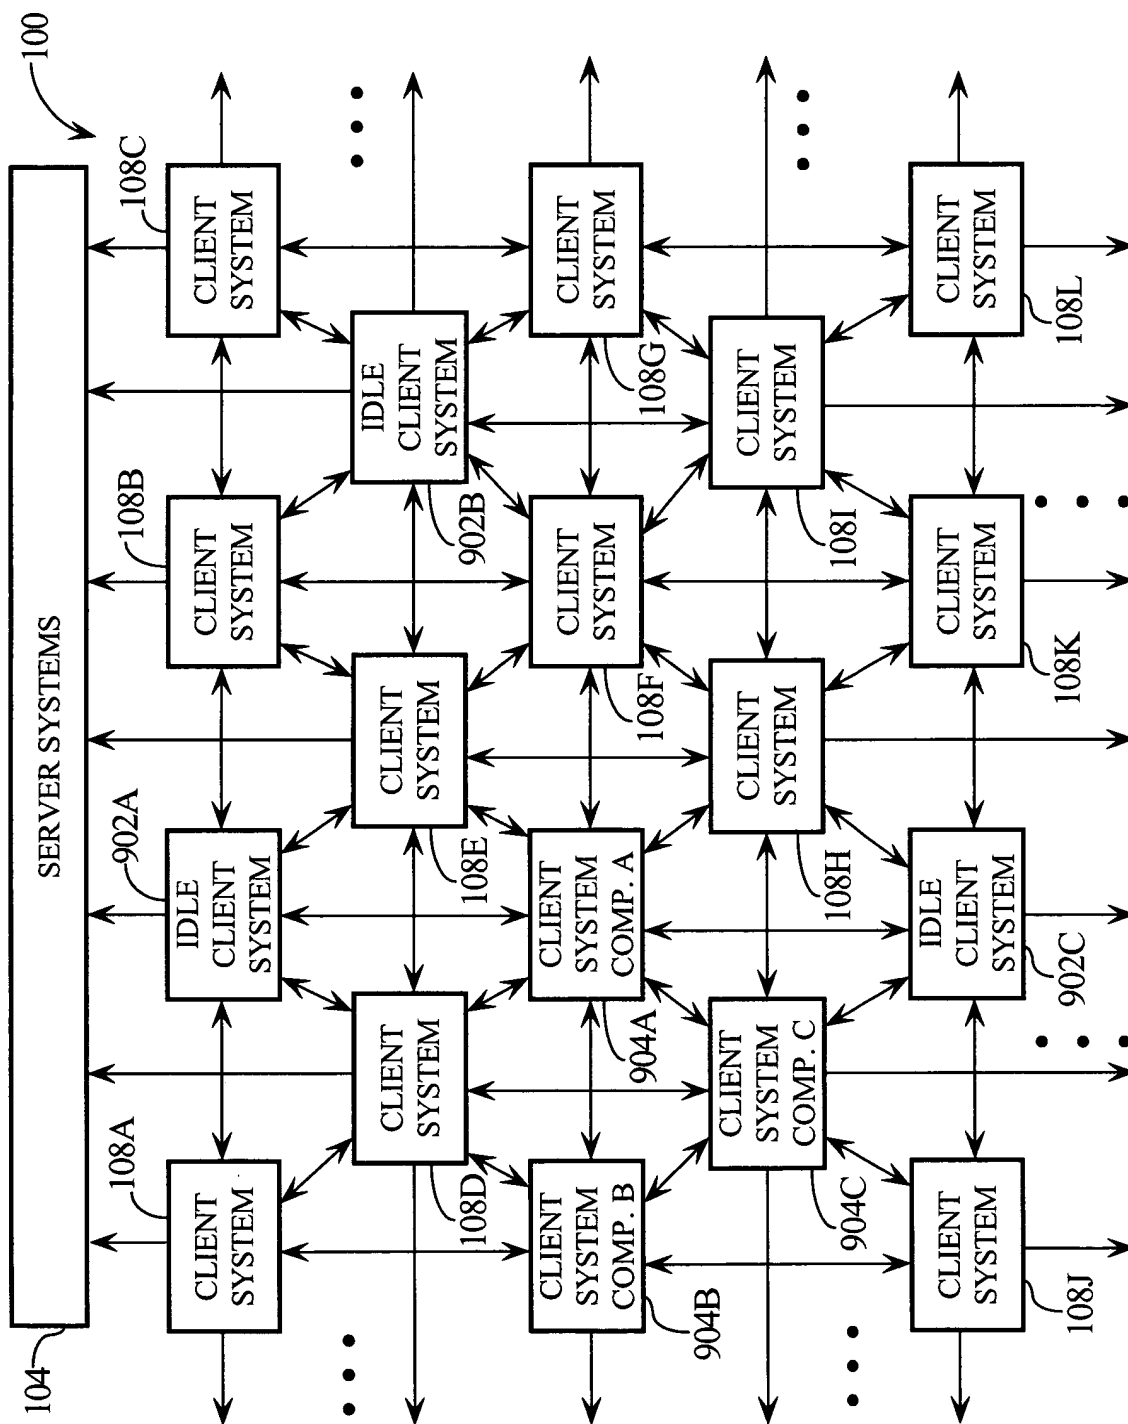 100
104
SERVER SYSTEMS
108A
902A
108B
108C
CLIENT
SYSTEM
IDLE
CLIENT
SYSTEM
CLIENT
SYSTEM
CLIENT
SYSTEM
CLIENT
SYSTEM
CLIENT
SYSTEM
IDLE
CLIENT
SYSTEM
108D
108E
902B
CLIENT
SYSTEM
COMP. B
CLIENT
SYSTEM
COMP. A
CLIENT
SYSTEM
CLIENT
SYSTEM
904B
904A
108F
108G
CLIENT
SYSTEM
COMP. C
CLIENT
SYSTEM
CLIENT
SYSTEM
904C
108H
108I
CLIENT
SYSTEM
IDLE
CLIENT
SYSTEM
CLIENT
SYSTEM
CLIENT
SYSTEM
108J
902C
108K
108L